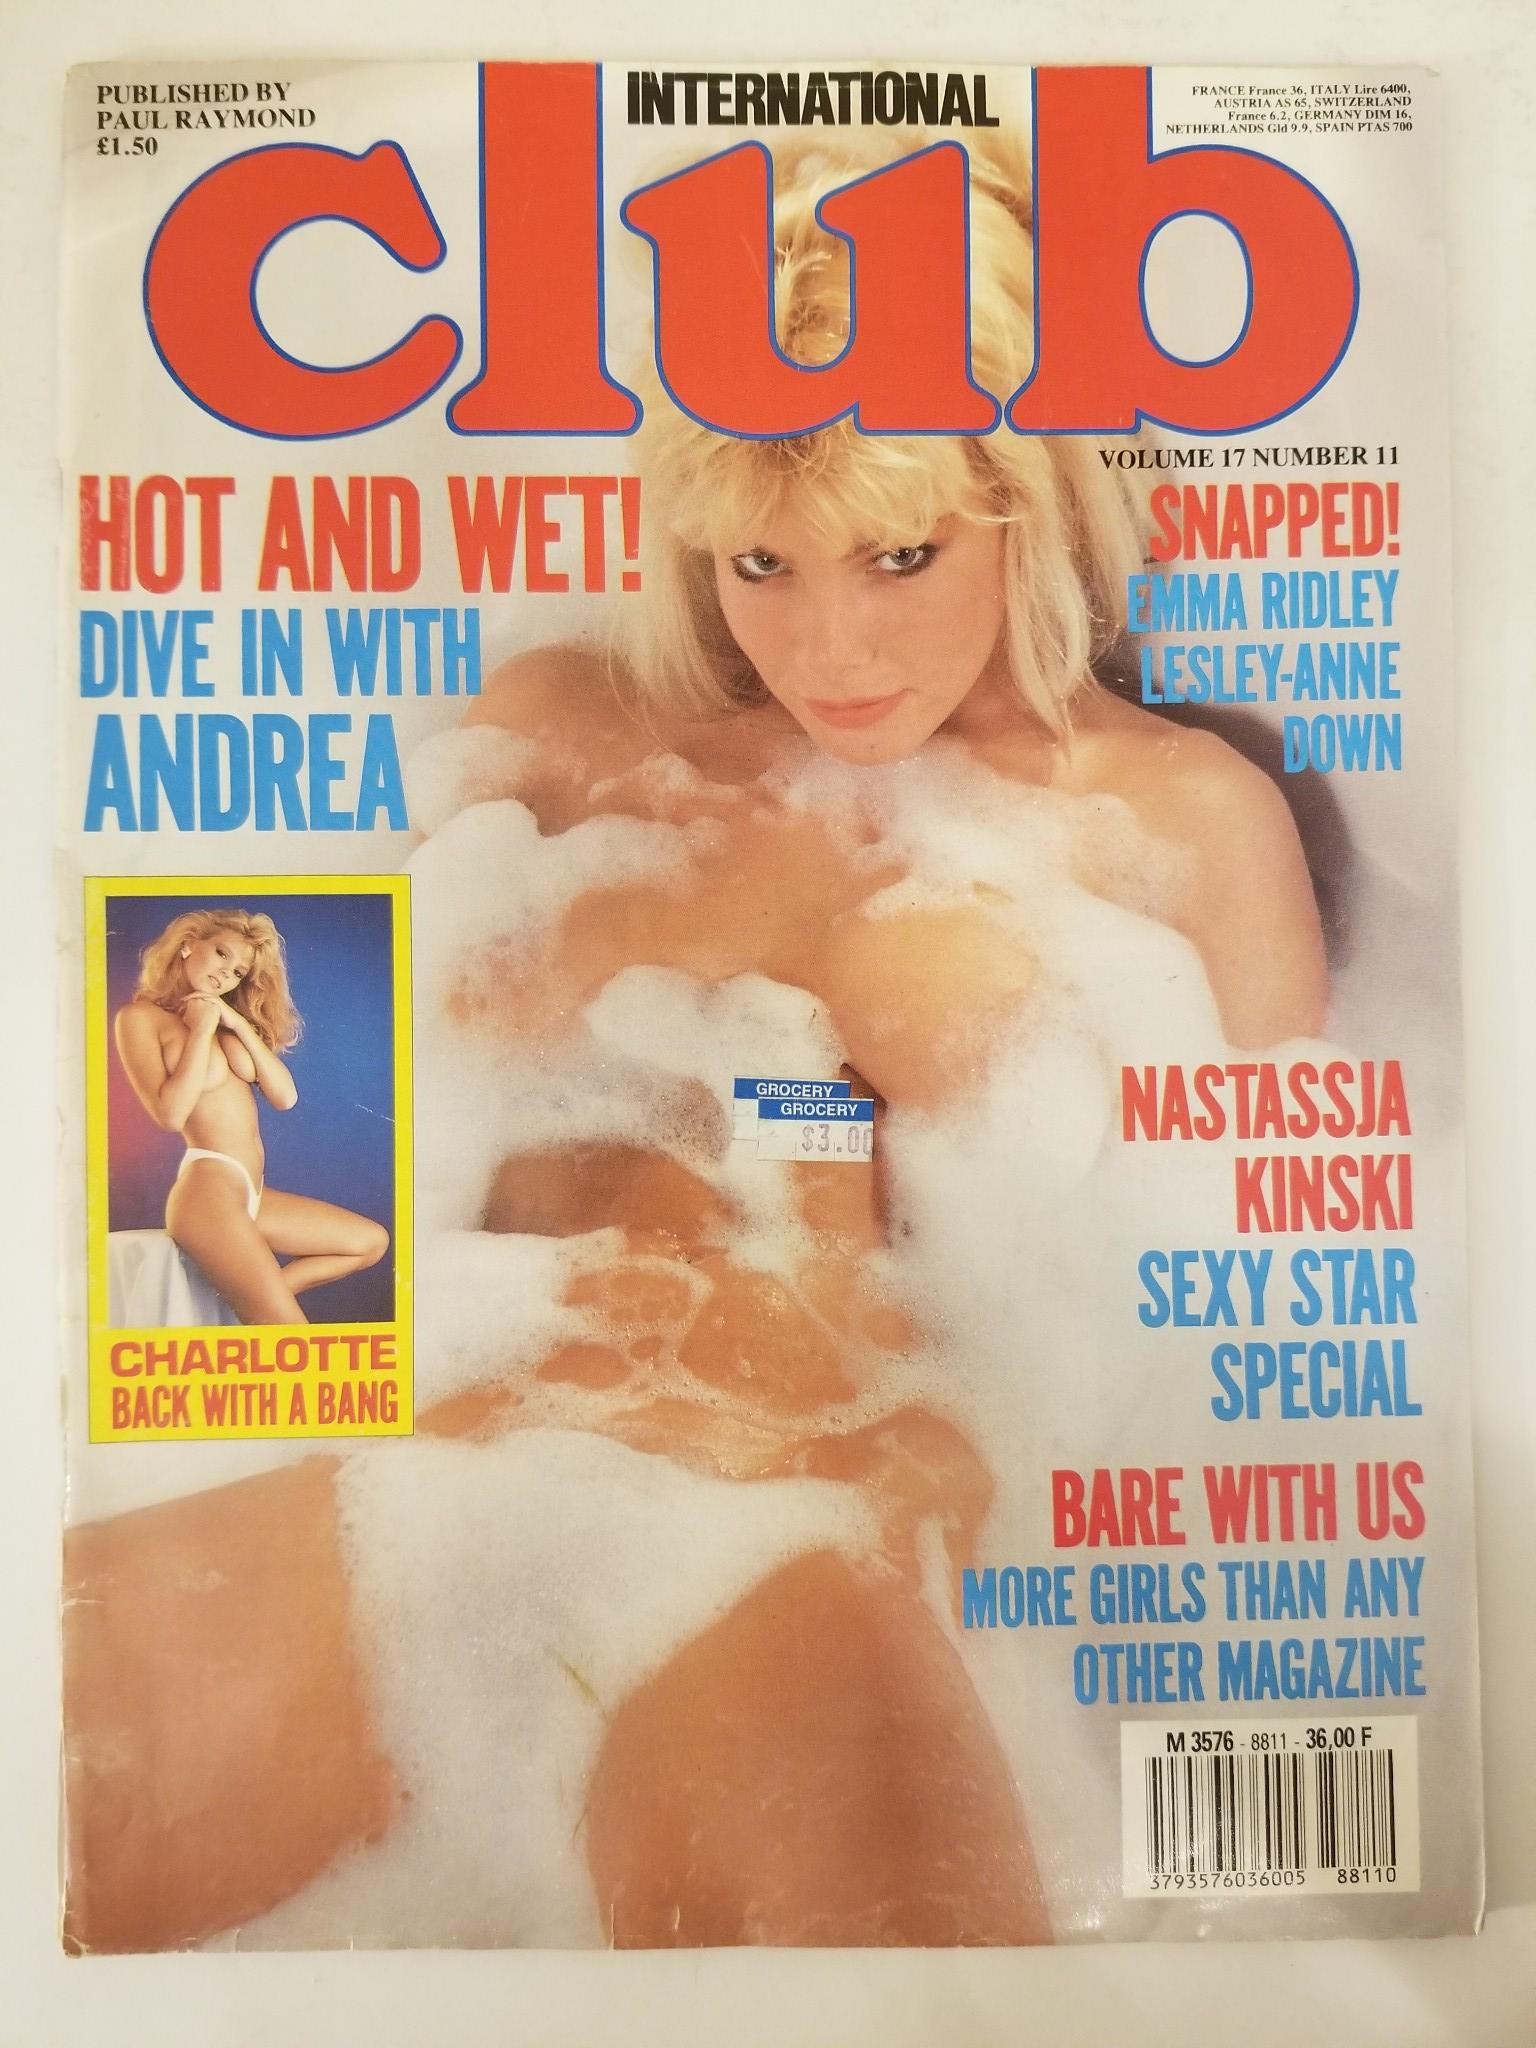 PUBLISHED BY
PAUL RAYMOND
£1.50
INTERNATIONAL
club
FRANCE France 36, ITALY Lire 6400,
AUSTRIA AS 65, SWITZERLAND
France 6.2, GERMANY DIM 16,
NETHERLANDS Gld 9.9, SPAIN PTAS 700
VOLUME 17 NUMBER 11
HOT AND WET!
DIVE IN WITH
ANDREA
SNAPPED!
EMMA RIDLEY
LESLEY-ANNE
DOWN
CHARLOTTE
BACK WITH A BANG
GROCERY
GROCERY
$3.00
NASTASSJA
KINSKI
SEXY STAR
SPECIAL
BARE WITH US
MORE GIRLS THAN ANY
OTHER MAGAZINE
M 3576 - 8811 - 36,00 F
3793576036005 88110